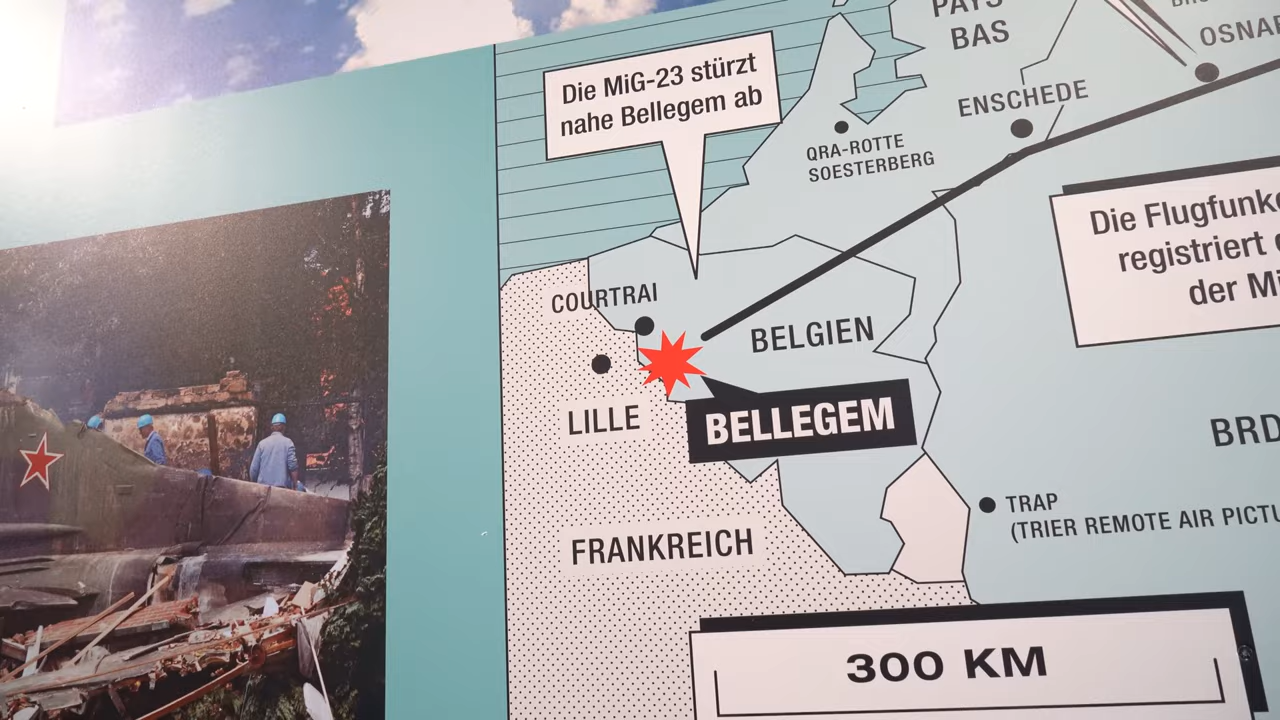 PAYS
BAS
OSNA
Die MiG-23 stürzt
nahe Bellegem ab
ENSCHEDE
QRA-ROTTE
SOESTERBERG
Die Flugfunk
registriert
der Mi
COURTRAI
BELGIEN
LILLE
BELLEGEM
BRD
TRAP
(TRIER REMOTE AIR PICTU
FRANKREICH
300 KM